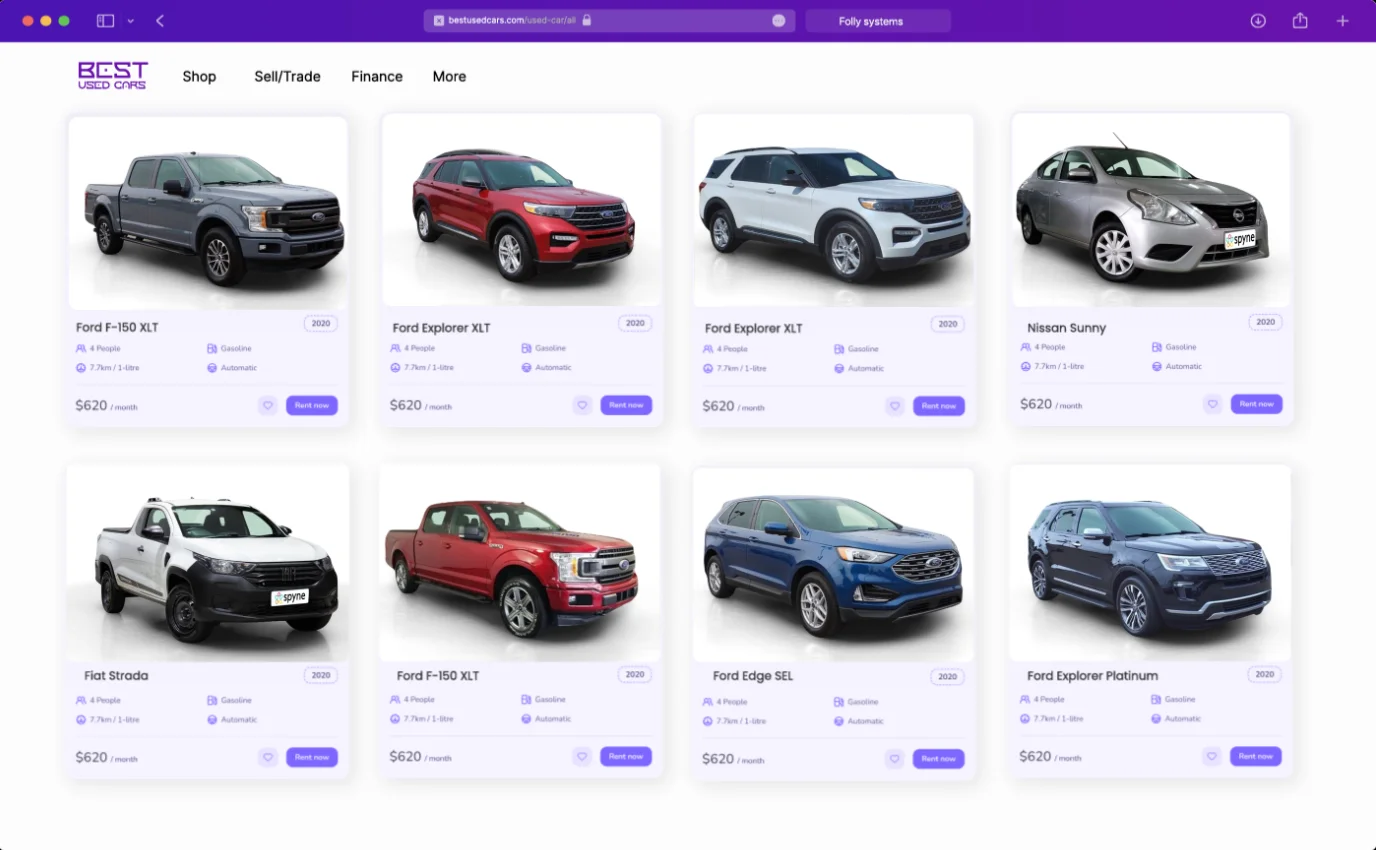 bestusedcars.com/used-car/all
Folly systems
BEST
USED CARS
Shop
Sell/Trade
Finance
More
spyne
Ford F-150 XLT
2020
4 People
Gasoline
7.7km / 1-litre
Automatic
$620 / month
Rent now
Ford Explorer XLT
2020
4 People
Gasoline
7.7km / 1-litre
Automatic
$620 / month
Rent now
Ford Explorer XLT
2020
4 People
Gasoline
7.7km / 1-litre
Automatic
$620 / month
Rent now
Nissan Sunny
2020
4 People
Gasoline
7.7km / 1-litre
Automatic
$620 / month
Rent now
spyne
Fiat Strada
2020
4 People
Gasoline
7.7km / 1-litre
Automatic
$620 / month
Rent now
Ford F-150 XLT
2020
4 People
Gasoline
7.7km / 1-litre
Automatic
$620 / month
Rent now
Ford Edge SEL
2020
4 People
Gasoline
7.7km / 1-litre
Automatic
$620 / month
Rent now
Ford Explorer Platinum
2020
4 People
Gasoline
7.7km / 1-litre
Automatic
$620 / month
Rent now